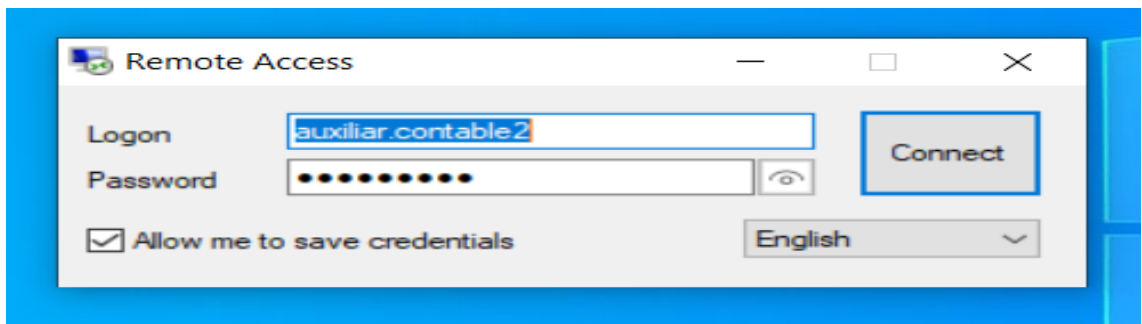 Remote Access
Logon auxiliar.contable2
Connect
Password •••••••••
Allow me to save credentials English